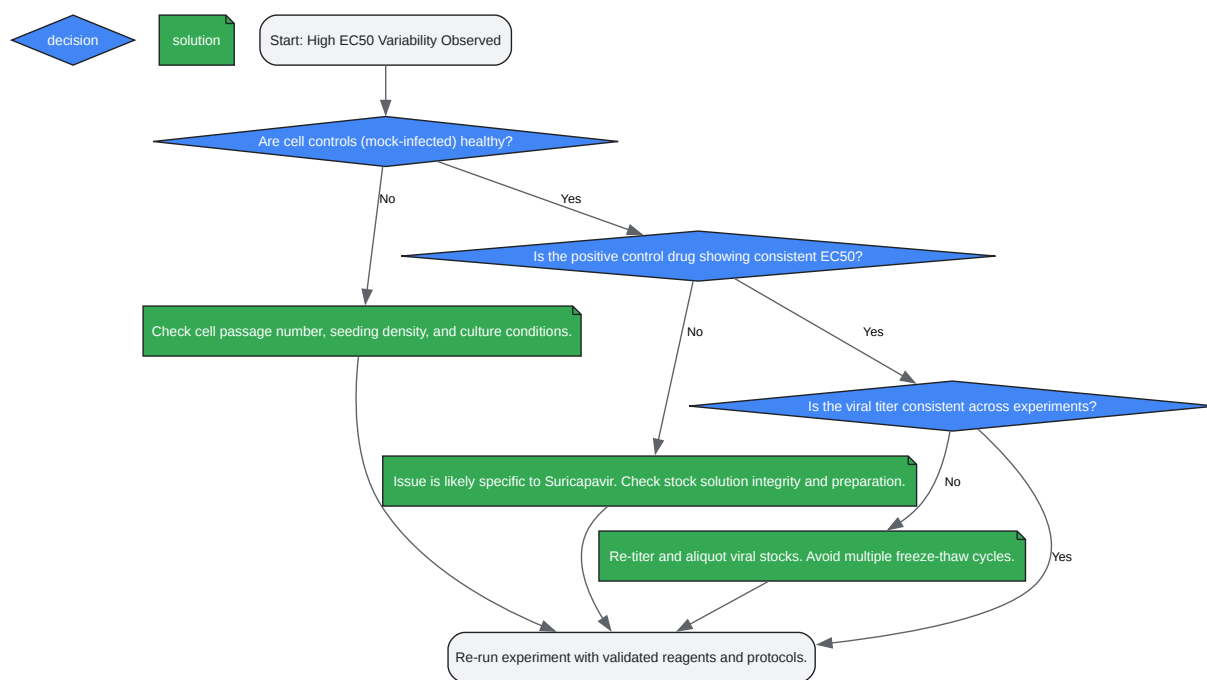 decision
solution
Start: High EC50 Variability Observed
Are cell controls (mock-infected) healthy?
No
Yes
Is the positive control drug showing consistent EC50?
Check cell passage number, seeding density, and culture conditions.
No
Yes
Is the viral titer consistent across experiments?
Issue is likely specific to Suricapavir. Check stock solution integrity and preparation.
No
Re-titer and aliquot viral stocks. Avoid multiple freeze-thaw cycles.
Yes
Re-run experiment with validated reagents and protocols.